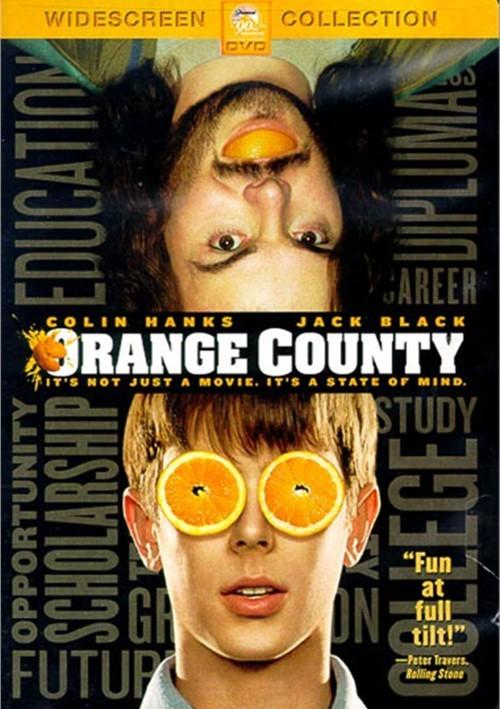 WIDESCREEN COLLECTION
DVD
EDUCATION
DIPLOMA
CAREER
COLIN HANKS JACK BLACK
ORANGE COUNTY
IT'S NOT JUST A MOVIE. IT'S A STATE OF MIND.
OPPORTUNITY
SCHOLARSHIP
STUDY
COLLEGE
FUTUR
"Fun
at
full
tilt!"
—Peter Travers,
Rolling Stone